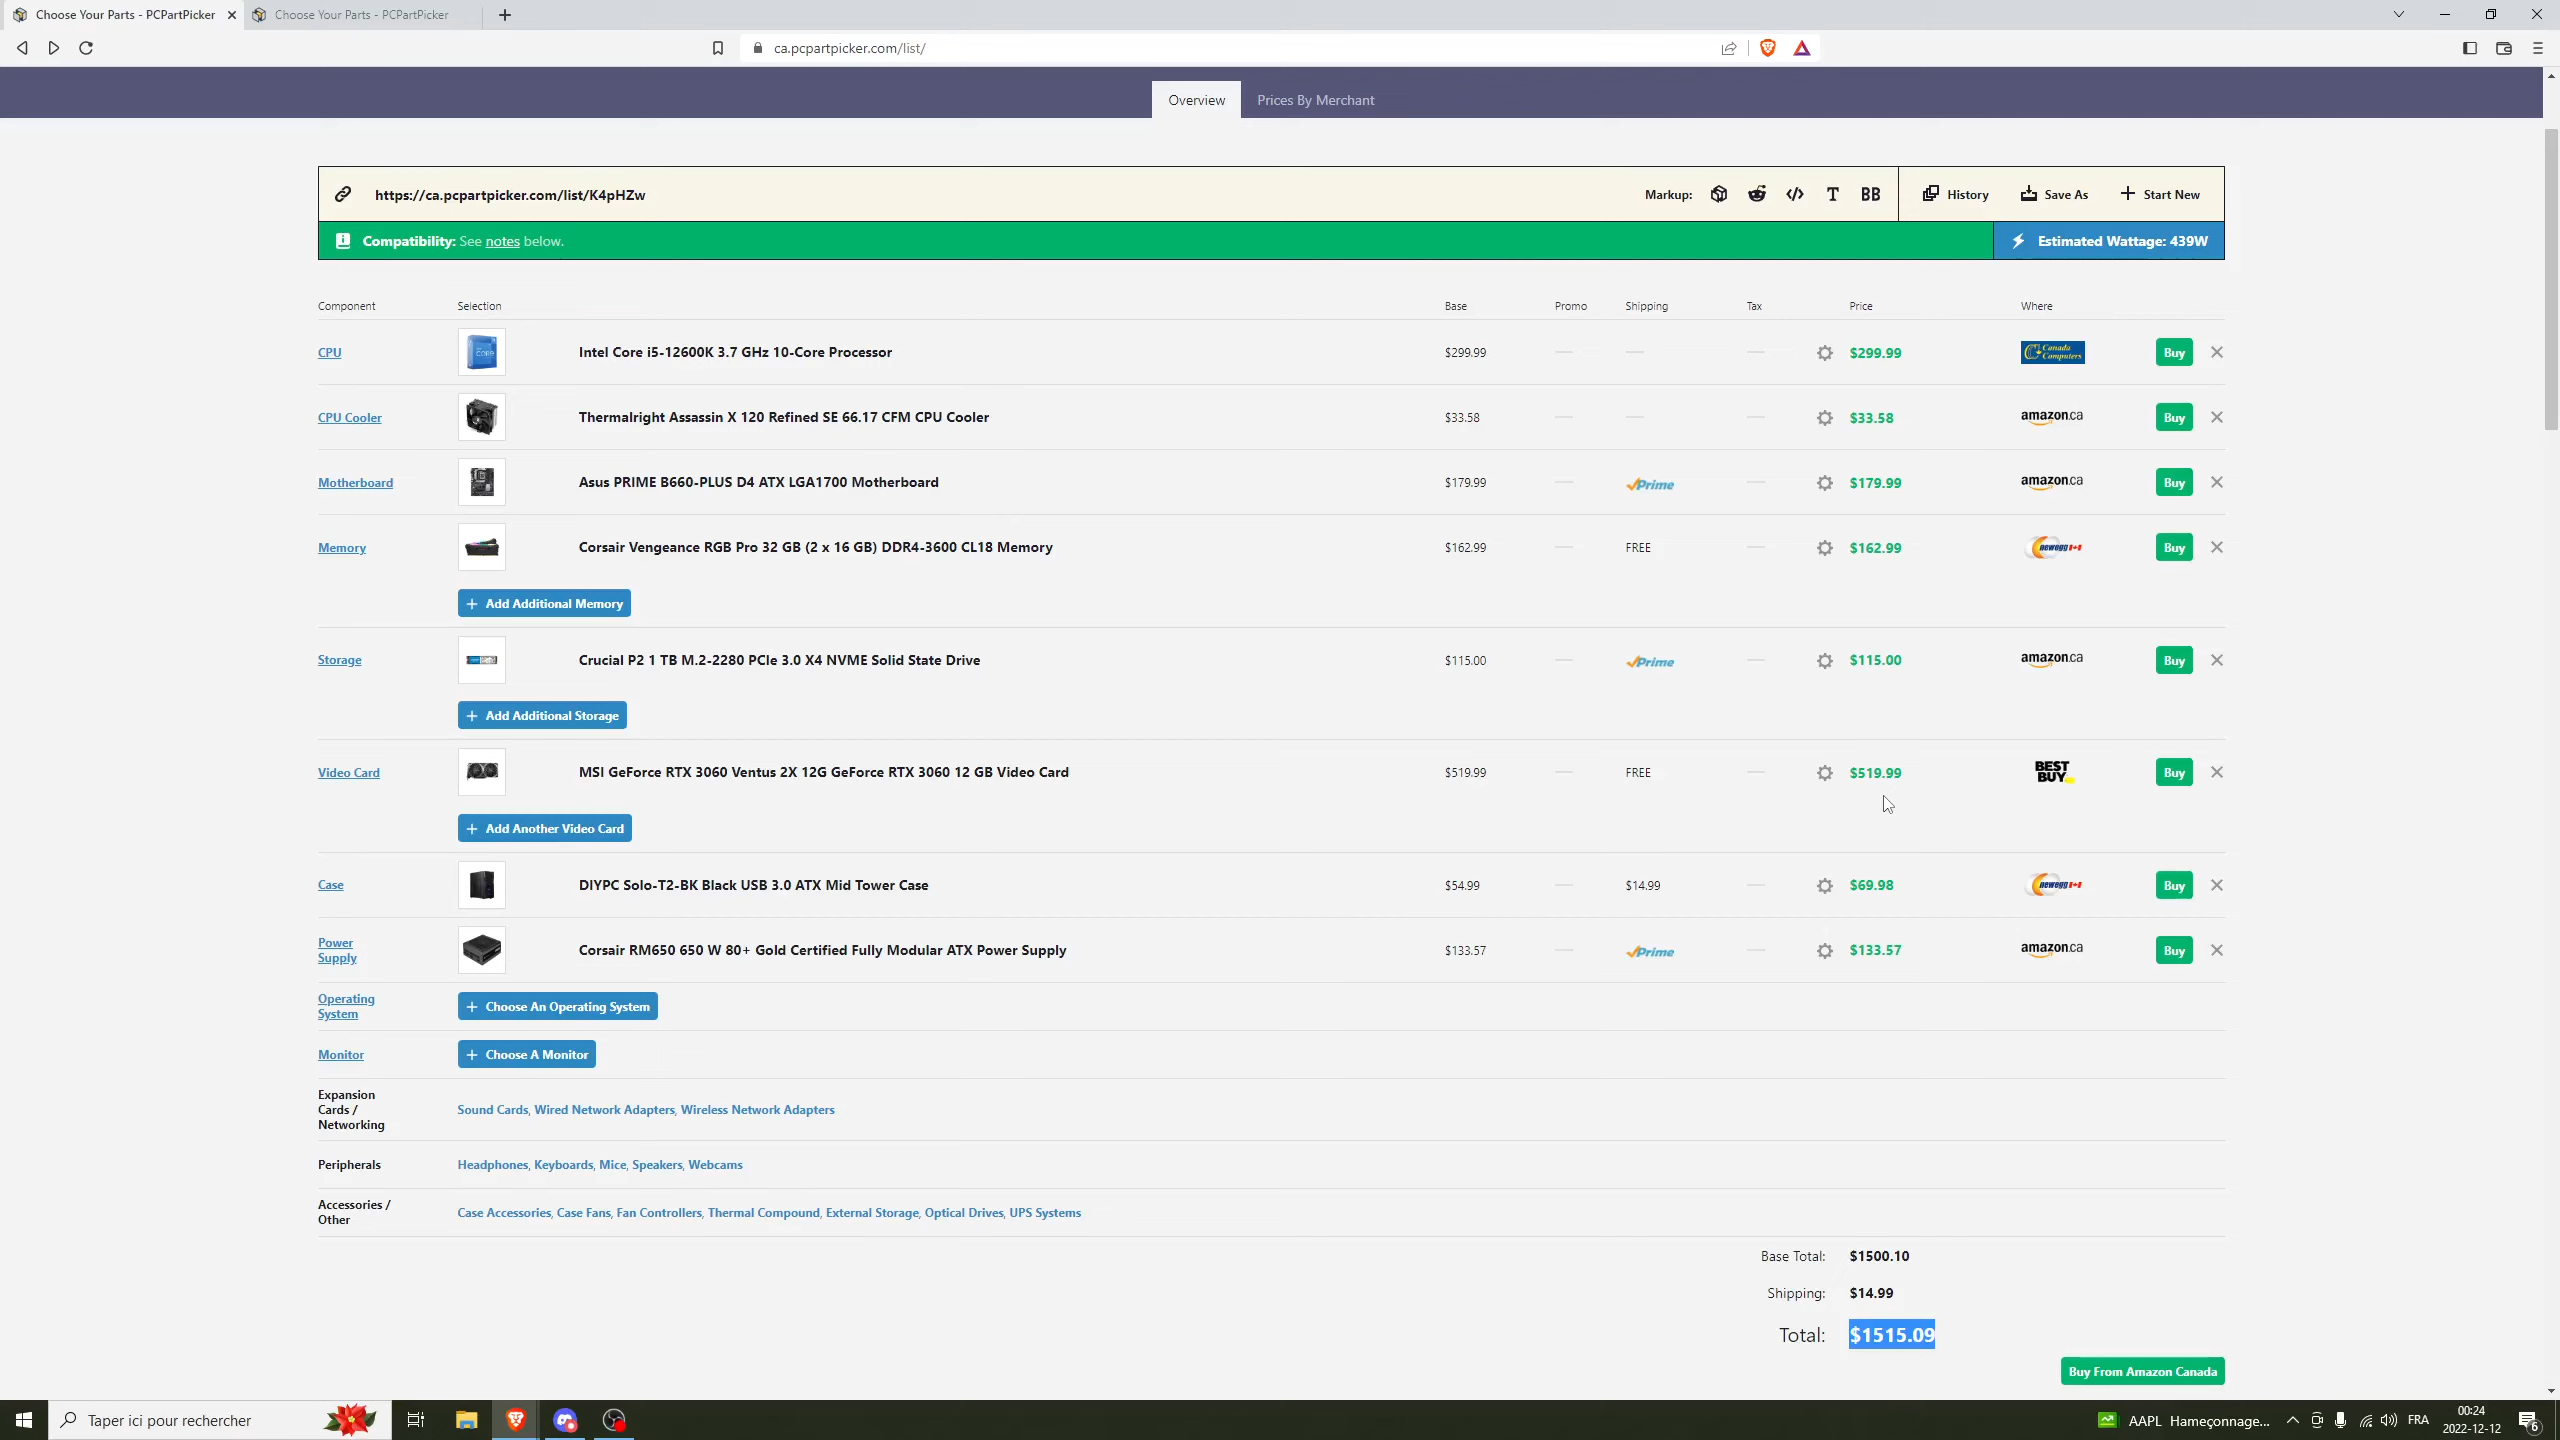 Choose Your Parts - PCPartPicker
Choose Your Parts - PCPartPicker
ca.pcpartpicker.com/list/
Overview
Prices By Merchant
https://ca.pcpartpicker.com/list/K4pHZw
Markup:
BB
History
Save As
Start New
Compatibility: See notes below.
Estimated Wattage: 439W
Component Selection Base Promo Shipping Tax Price Where
CPU Intel Core i5-12600K 3.7 GHz 10-Core Processor $299.99 — — — $299.99 Canada Computers Buy
CPU Cooler Thermalright Assassin X 120 Refined SE 66.17 CFM CPU Cooler $33.58 — — — $33.58 amazon.ca Buy
Motherboard Asus PRIME B660-PLUS D4 ATX LGA1700 Motherboard $179.99 — Prime — $179.99 amazon.ca Buy
Memory Corsair Vengeance RGB Pro 32 GB (2 x 16 GB) DDR4-3600 CL18 Memory $162.99 — FREE — $162.99 newegg Buy
+ Add Additional Memory
Storage Crucial P2 1 TB M.2-2280 PCIe 3.0 X4 NVME Solid State Drive $115.00 — Prime — $115.00 amazon.ca Buy
+ Add Additional Storage
Video Card MSI GeForce RTX 3060 Ventus 2X 12G GeForce RTX 3060 12 GB Video Card $519.99 — FREE — $519.99 BEST BUY Buy
+ Add Another Video Card
Case DIYPC Solo-T2-BK Black USB 3.0 ATX Mid Tower Case $54.99 — $14.99 — $69.98 newegg Buy
Power Supply Corsair RM650 650 W 80+ Gold Certified Fully Modular ATX Power Supply $133.57 — Prime — $133.57 amazon.ca Buy
Operating System + Choose An Operating System
Monitor + Choose A Monitor
Expansion Cards / Networking Sound Cards, Wired Network Adapters, Wireless Network Adapters
Peripherals Headphones, Keyboards, Mice, Speakers, Webcams
Accessories / Other Case Accessories, Case Fans, Fan Controllers, Thermal Compound, External Storage, Optical Drives, UPS Systems
Base Total: $1500.10
Shipping: $14.99
Total: $1515.09
Buy From Amazon Canada
Taper ici pour rechercher
AAPL Hameçonnage...
FRA
00:24
2022-12-12
6